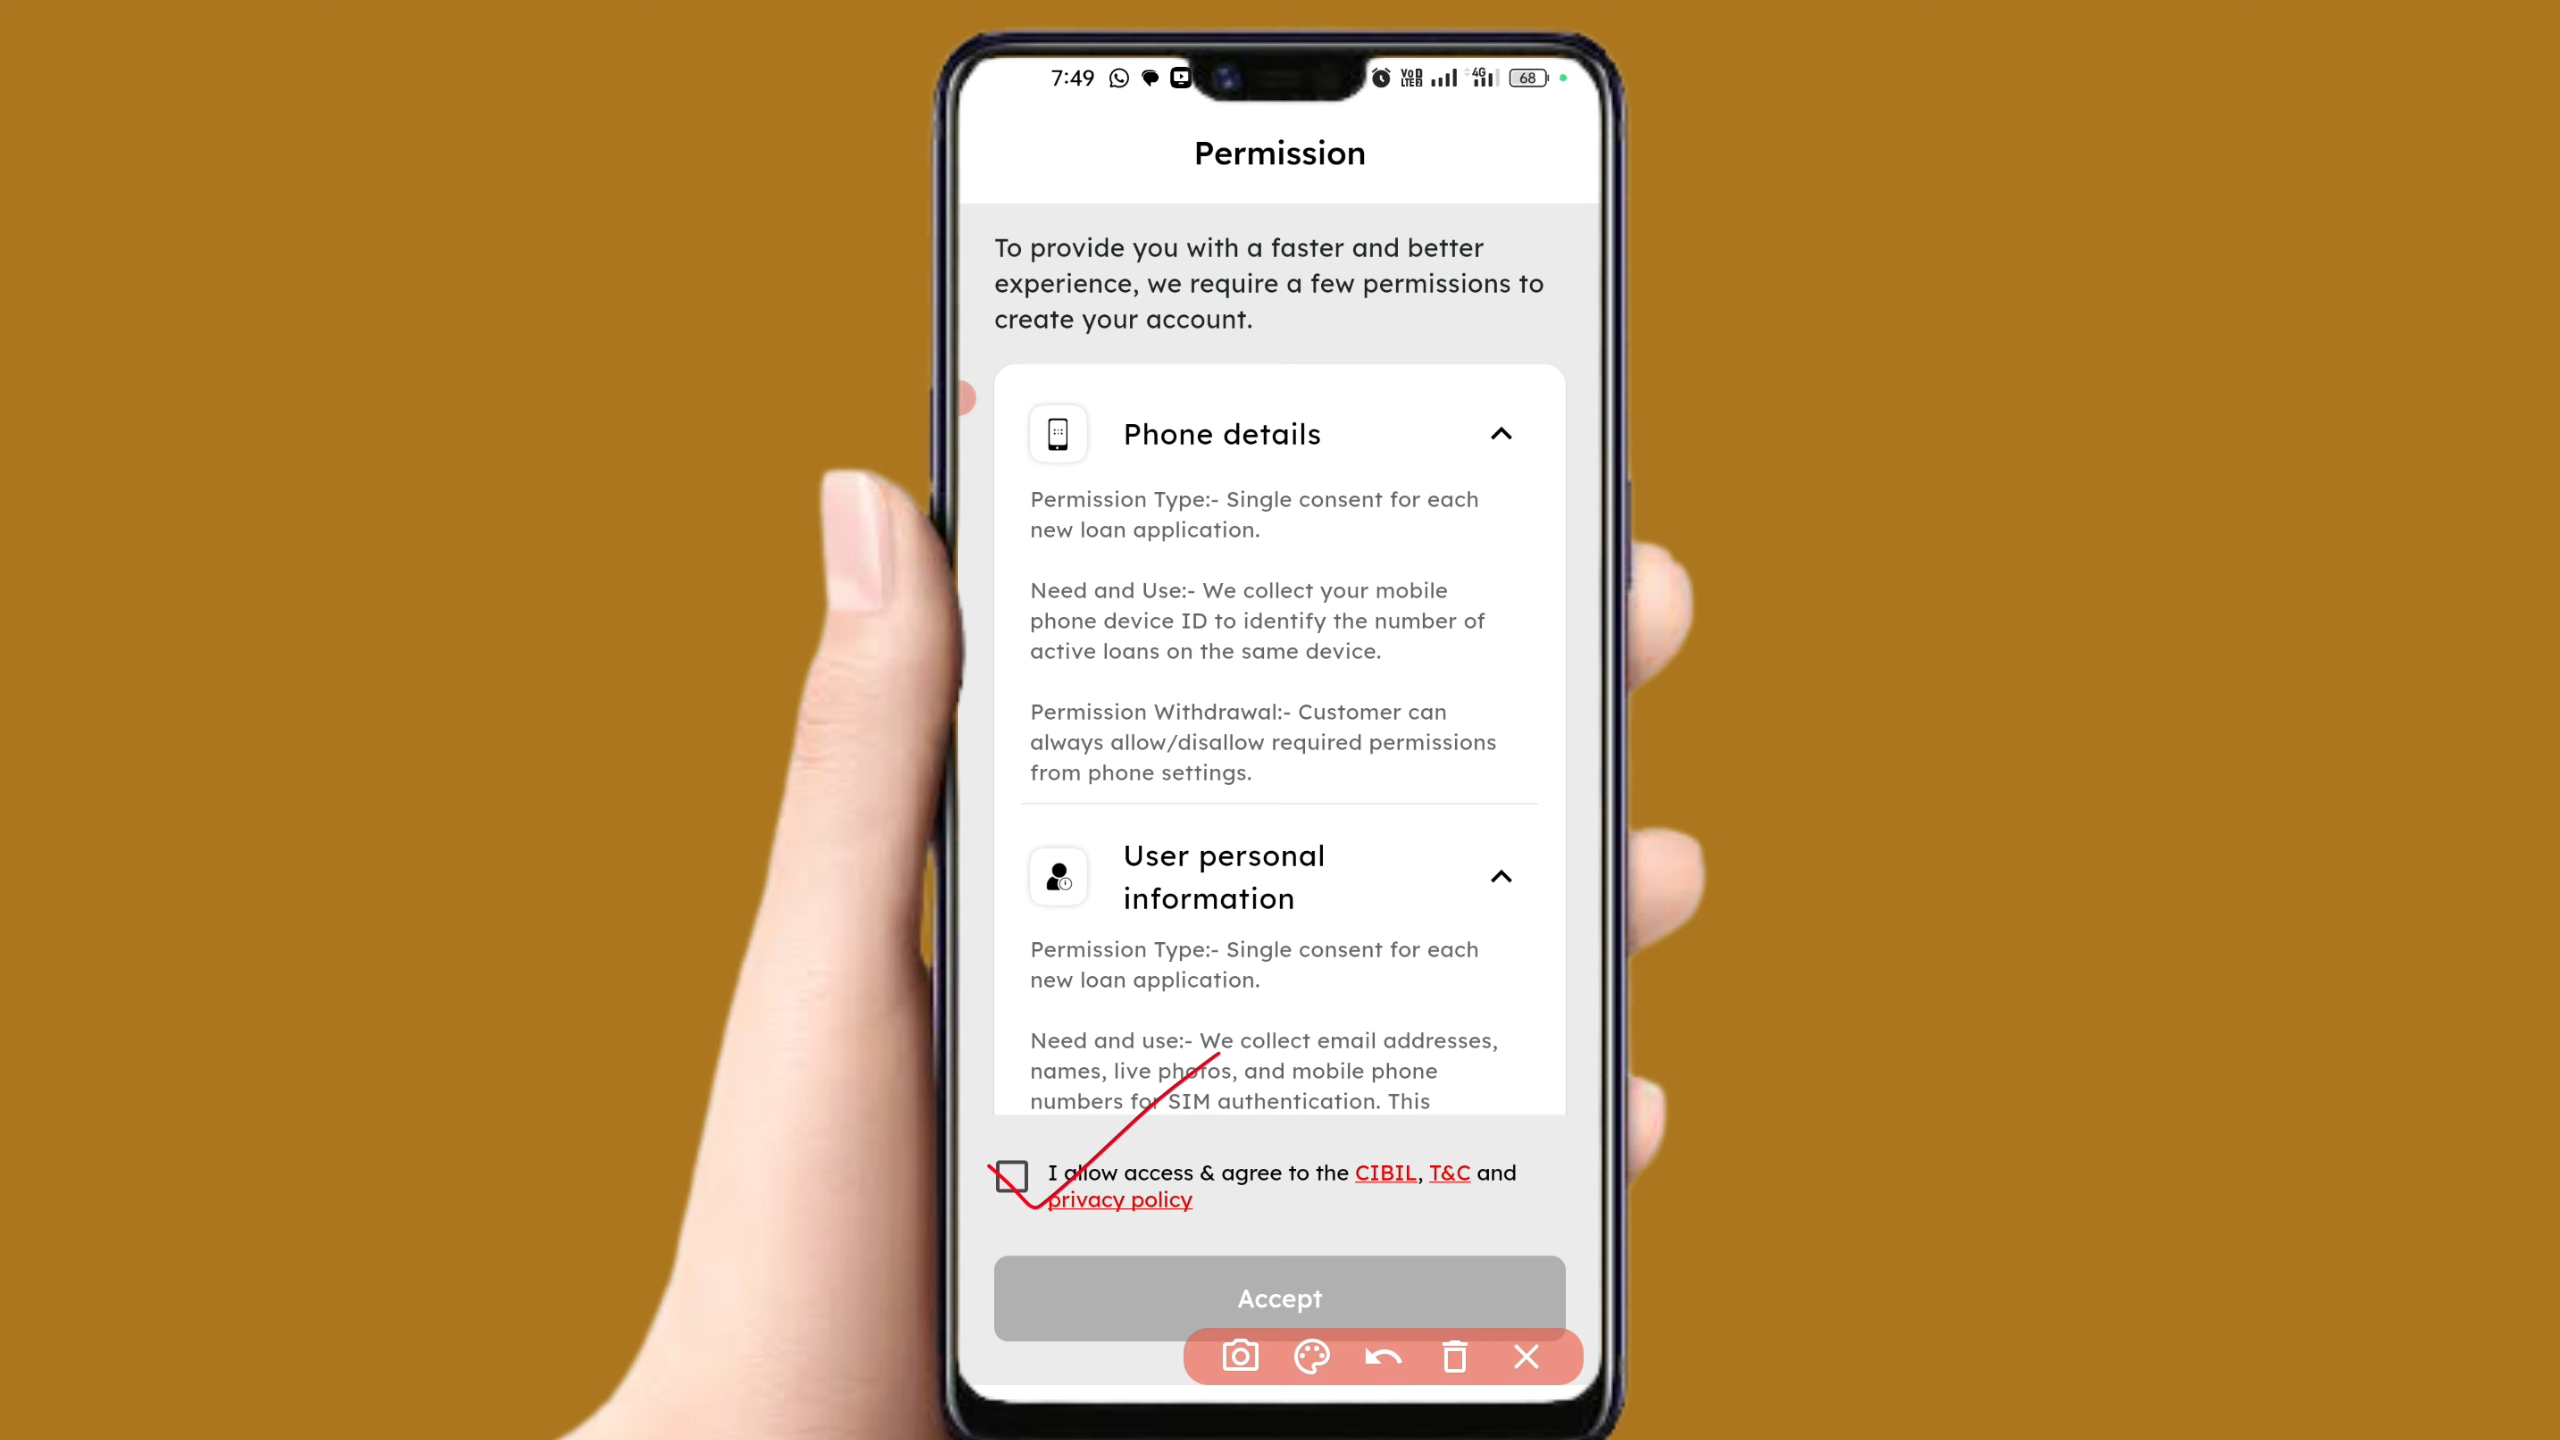 7:49
VoD LTE2 4G 68
Permission
To provide you with a faster and better
experience, we require a few permissions to
create your account.
Phone details
Permission Type:- Single consent for each
new loan application.
Need and Use:- We collect your mobile
phone device ID to identify the number of
active loans on the same device.
Permission Withdrawal:- Customer can
always allow/disallow required permissions
from phone settings.
User personal
information
Permission Type:- Single consent for each
new loan application.
Need and use:- We collect email addresses,
names, live photos, and mobile phone
numbers for SIM authentication. This
I allow access & agree to the CIBIL, T&C and
privacy policy
Accept